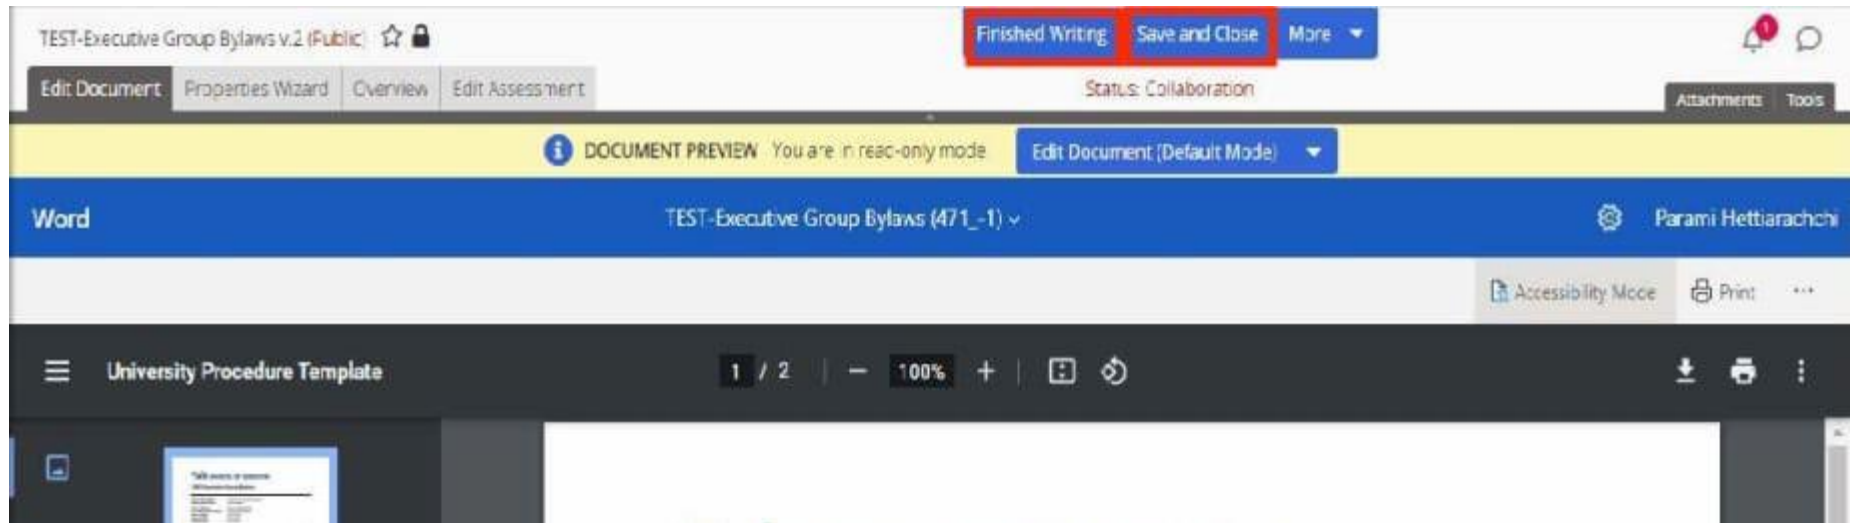 TEST-Executive Group Bylaws v.2 (Public)
Finished Writing Save and Close More
1
Edit Document Properties Wizard Overview Edit Assessment
Status: Collaboration
Attachments Tools
DOCUMENT PREVIEW You are in read-only mode Edit Document (Default Mode)
Word TEST-Executive Group Bylaws (471_-1) Parami Hettiarachchi
Accessibility Mode Print ...
University Procedure Template 1 / 2 — 100% +